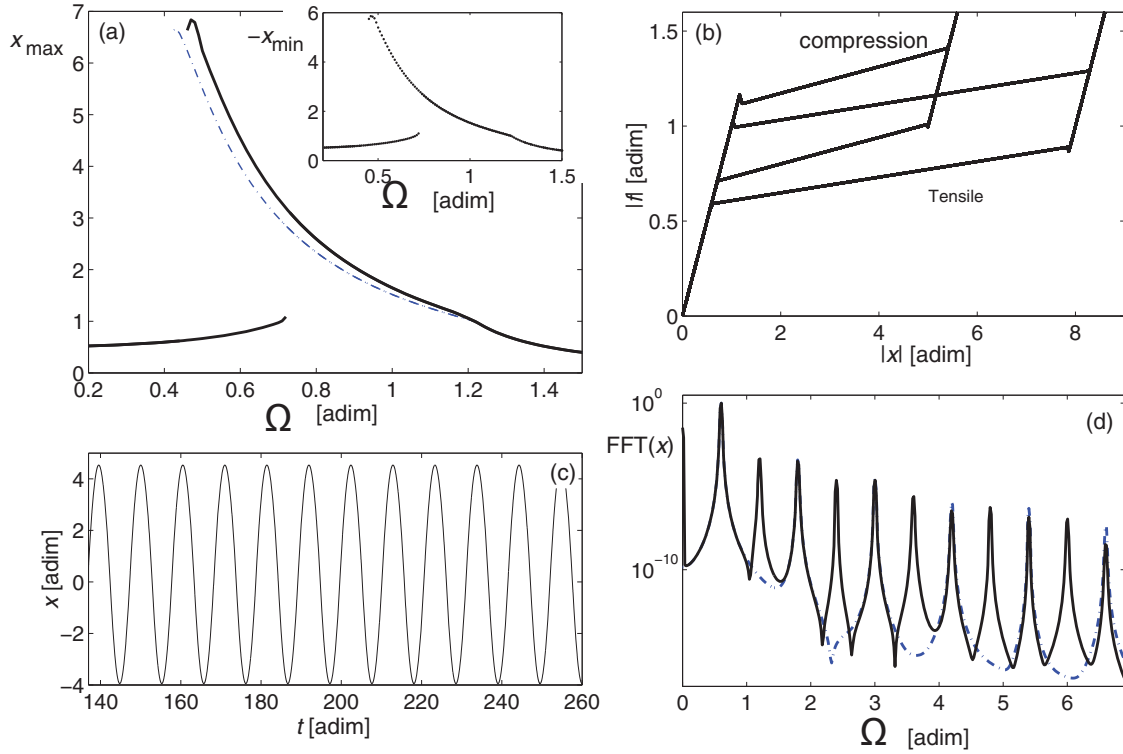 (a)
x max
7
6
5
4
3
2
1
0
0.2 0.4 0.6 0.8 1 1.2 1.4
Ω [adim]
−x min
6
4
2
0
0.5 1 1.5
Ω [adim]
(b)
compression
Tensile
|f| [adim]
1.5
1
0.5
0
0 2 4 6 8
|x| [adim]
(c)
x [adim]
4
2
0
−2
−4
140 160 180 200 220 240 260
t [adim]
(d)
FFT(x)
10^0
10^-10
0 1 2 3 4 5 6
Ω [adim]